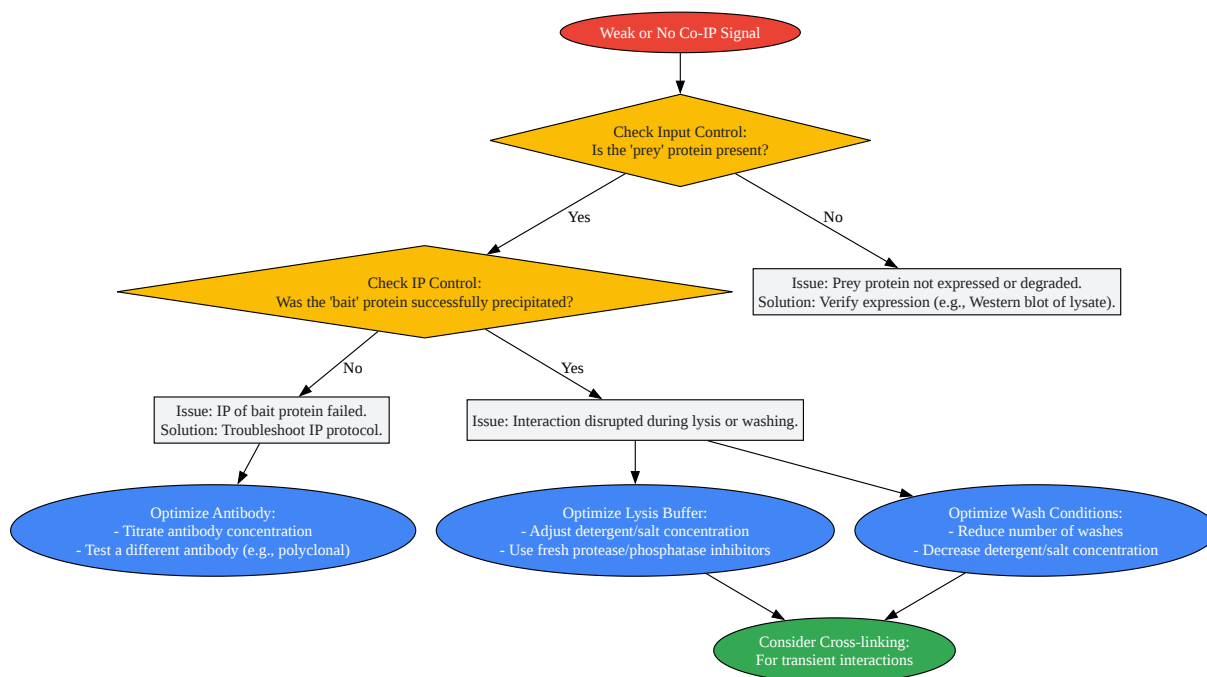 Weak or No Co-IP Signal
Check Input Control:
Is the 'prey' protein present?
Yes
No
Check IP Control:
Was the 'bait' protein successfully precipitated?
Issue: Prey protein not expressed or degraded.
Solution: Verify expression (e.g., Western blot of lysate).
No
Yes
Issue: IP of bait protein failed.
Solution: Troubleshoot IP protocol.
Issue: Interaction disrupted during lysis or washing.
Optimize Antibody:
- Titrate antibody concentration
- Test a different antibody (e.g., polyclonal)
Optimize Lysis Buffer:
- Adjust detergent/salt concentration
- Use fresh protease/phosphatase inhibitors
Optimize Wash Conditions:
- Reduce number of washes
- Decrease detergent/salt concentration
Consider Cross-linking:
For transient interactions